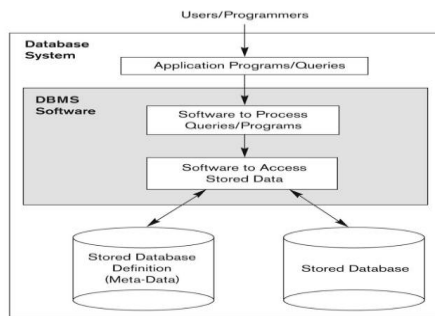 Users/Programmers
Database
System
Application Programs/Queries
DBMS
Software
Software to Process
Queries/Programs
Software to Access
Stored Data
Stored Database
Definition
(Meta-Data)
Stored Database